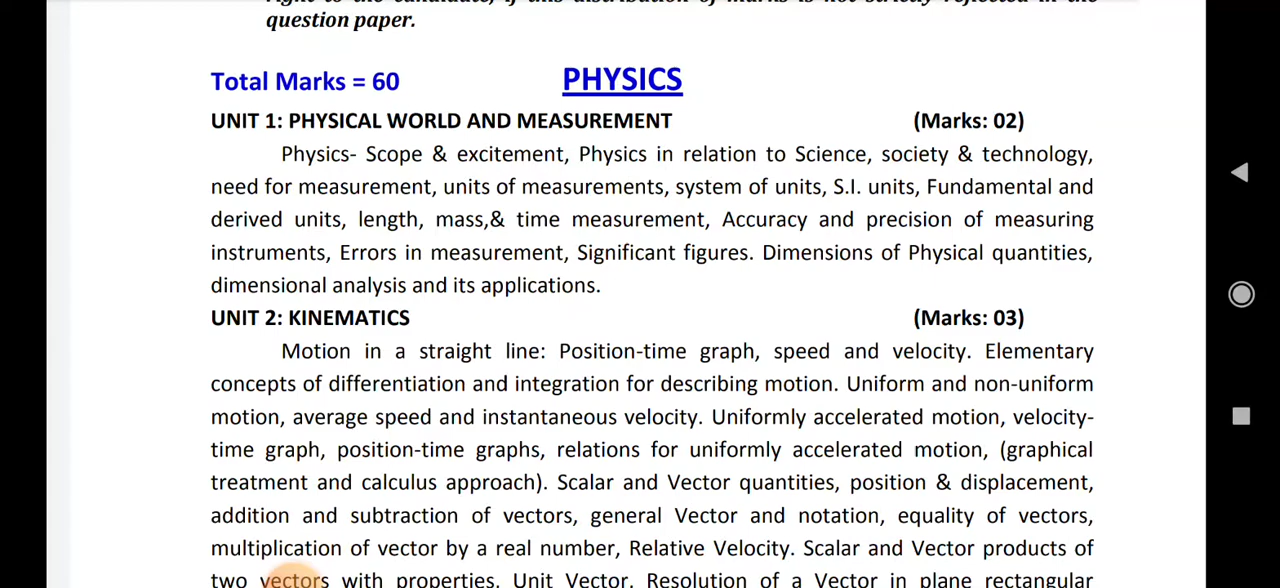 question paper.
Total Marks = 60 PHYSICS
UNIT 1: PHYSICAL WORLD AND MEASUREMENT (Marks: 02)
Physics- Scope & excitement, Physics in relation to Science, society & technology,
need for measurement, units of measurements, system of units, S.I. units, Fundamental and
derived units, length, mass,& time measurement, Accuracy and precision of measuring
instruments, Errors in measurement, Significant figures. Dimensions of Physical quantities,
dimensional analysis and its applications.
UNIT 2: KINEMATICS (Marks: 03)
Motion in a straight line: Position-time graph, speed and velocity. Elementary
concepts of differentiation and integration for describing motion. Uniform and non-uniform
motion, average speed and instantaneous velocity. Uniformly accelerated motion, velocity-
time graph, position-time graphs, relations for uniformly accelerated motion, (graphical
treatment and calculus approach). Scalar and Vector quantities, position & displacement,
addition and subtraction of vectors, general Vector and notation, equality of vectors,
multiplication of vector by a real number, Relative Velocity. Scalar and Vector products of
two vectors with properties. Unit Vector. Resolution of a Vector in plane rectangular